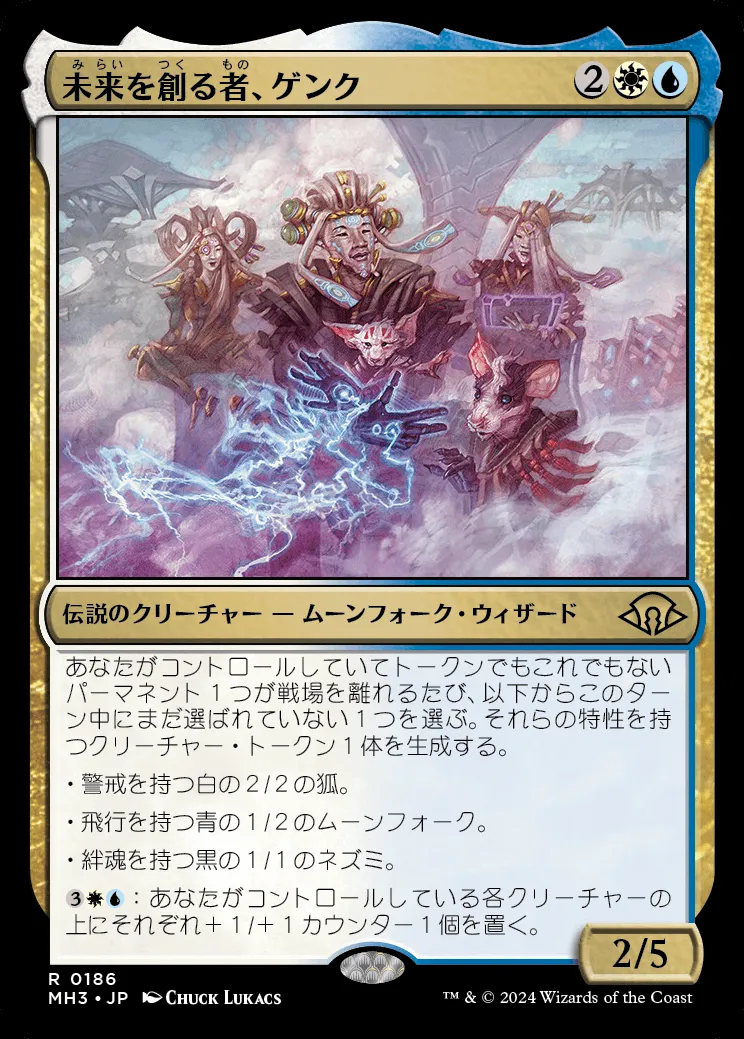 みらい つく もの
未来を創る者、ゲンク 2
伝説のクリーチャー ― ムーンフォーク・ウィザード
あなたがコントロールしていてトークンでもこれでもない
パーマネント1つが戦場を離れるたび、以下からこのター
ン中にまだ選ばれていない1つを選ぶ。それらの特性を持
つクリーチャー・トークン1体を生成する。
・警戒を持つ白の2/2の狐。
・飛行を持つ青の1/2のムーンフォーク。
・絆魂を持つ黒の1/1のネズミ。
3:あなたがコントロールしている各クリーチャーの
上にそれぞれ+1/+1カウンター1個を置く。
2/5
R 0186
MH3・JP CHUCK LUKACS
™ & © 2024 Wizards of the Coast